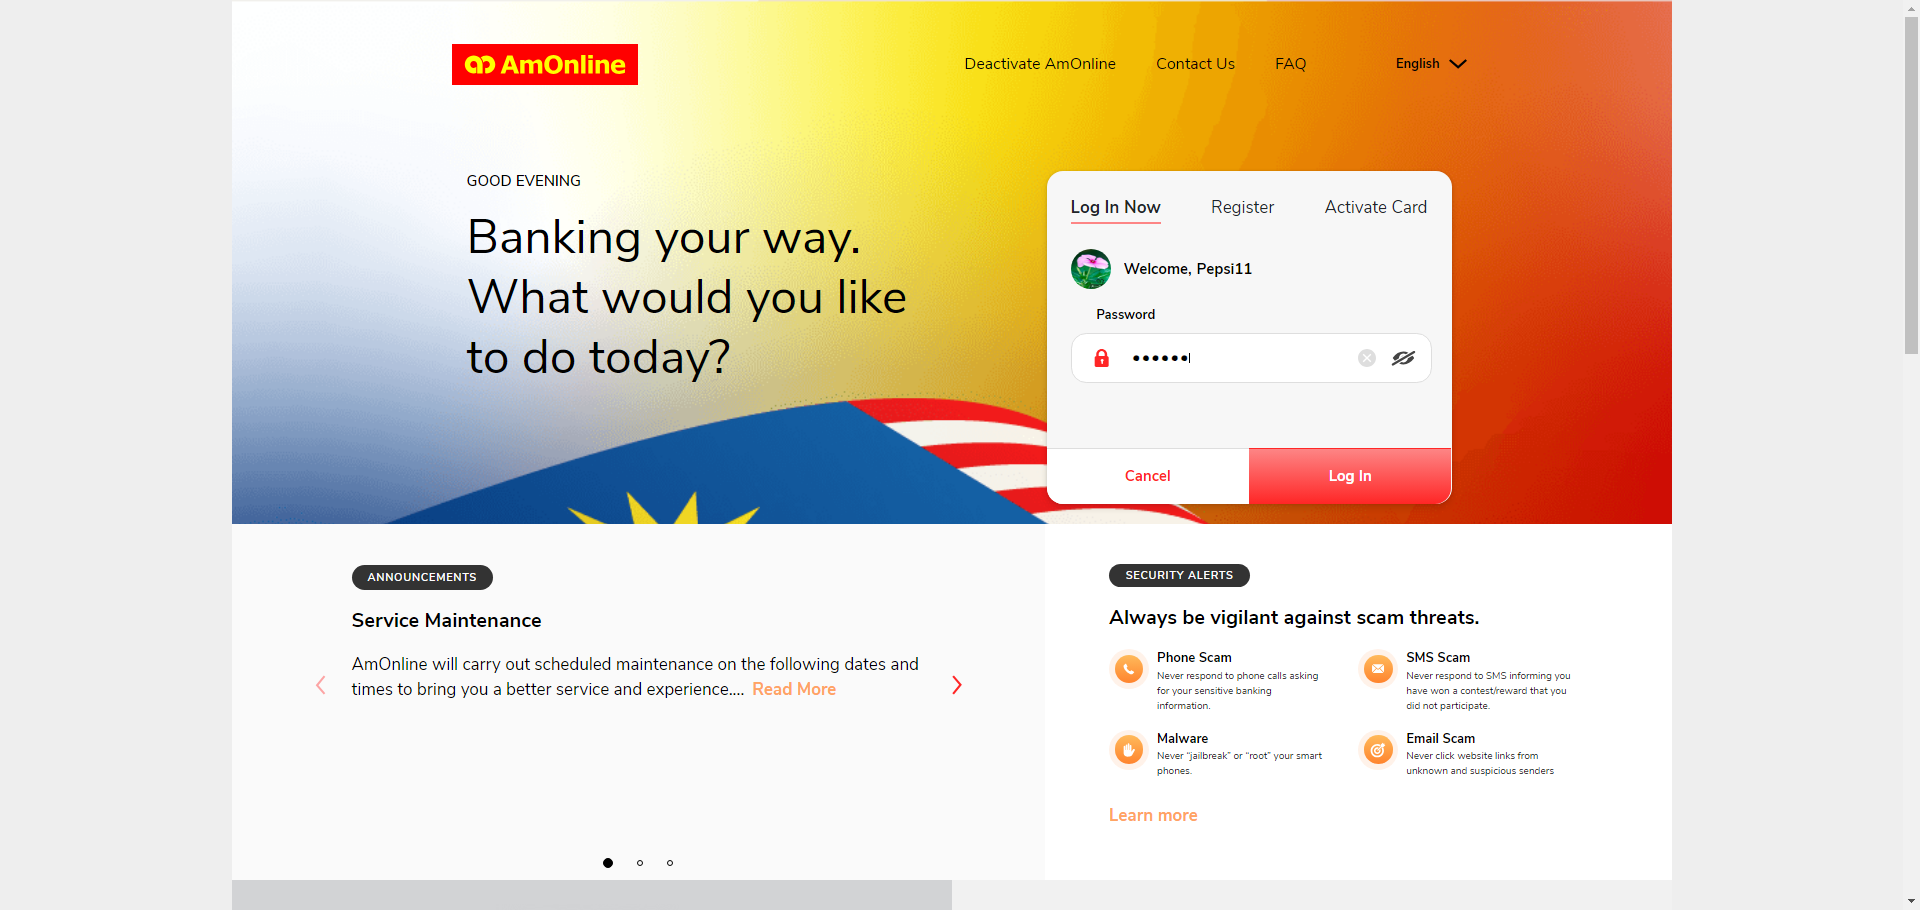 AmOnline
Deactivate AmOnline
Contact Us
FAQ
English
GOOD EVENING
Banking your way.
What would you like
to do today?
Log In Now
Register
Activate Card
Welcome, Pepsi11
Password
••••••
Cancel
Log In
ANNOUNCEMENTS
Service Maintenance
AmOnline will carry out scheduled maintenance on the following dates and
times to bring you a better service and experience.... Read More
SECURITY ALERTS
Always be vigilant against scam threats.
Phone Scam
Never respond to phone calls asking
for your sensitive banking
information.
SMS Scam
Never respond to SMS informing you
have won a contest/reward that you
did not participate.
Malware
Never “jailbreak” or “root” your smart
phones.
Email Scam
Never click website links from
unknown and suspicious senders
Learn more